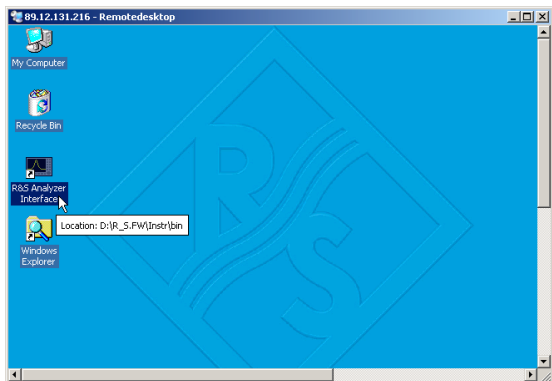 89.12.131.216 - Remotedesktop
My Computer
Recycle Bin
R&S Analyzer
Interface
Location: D:\R_S.FW\Instr\bin
Windows
Explorer
R
S